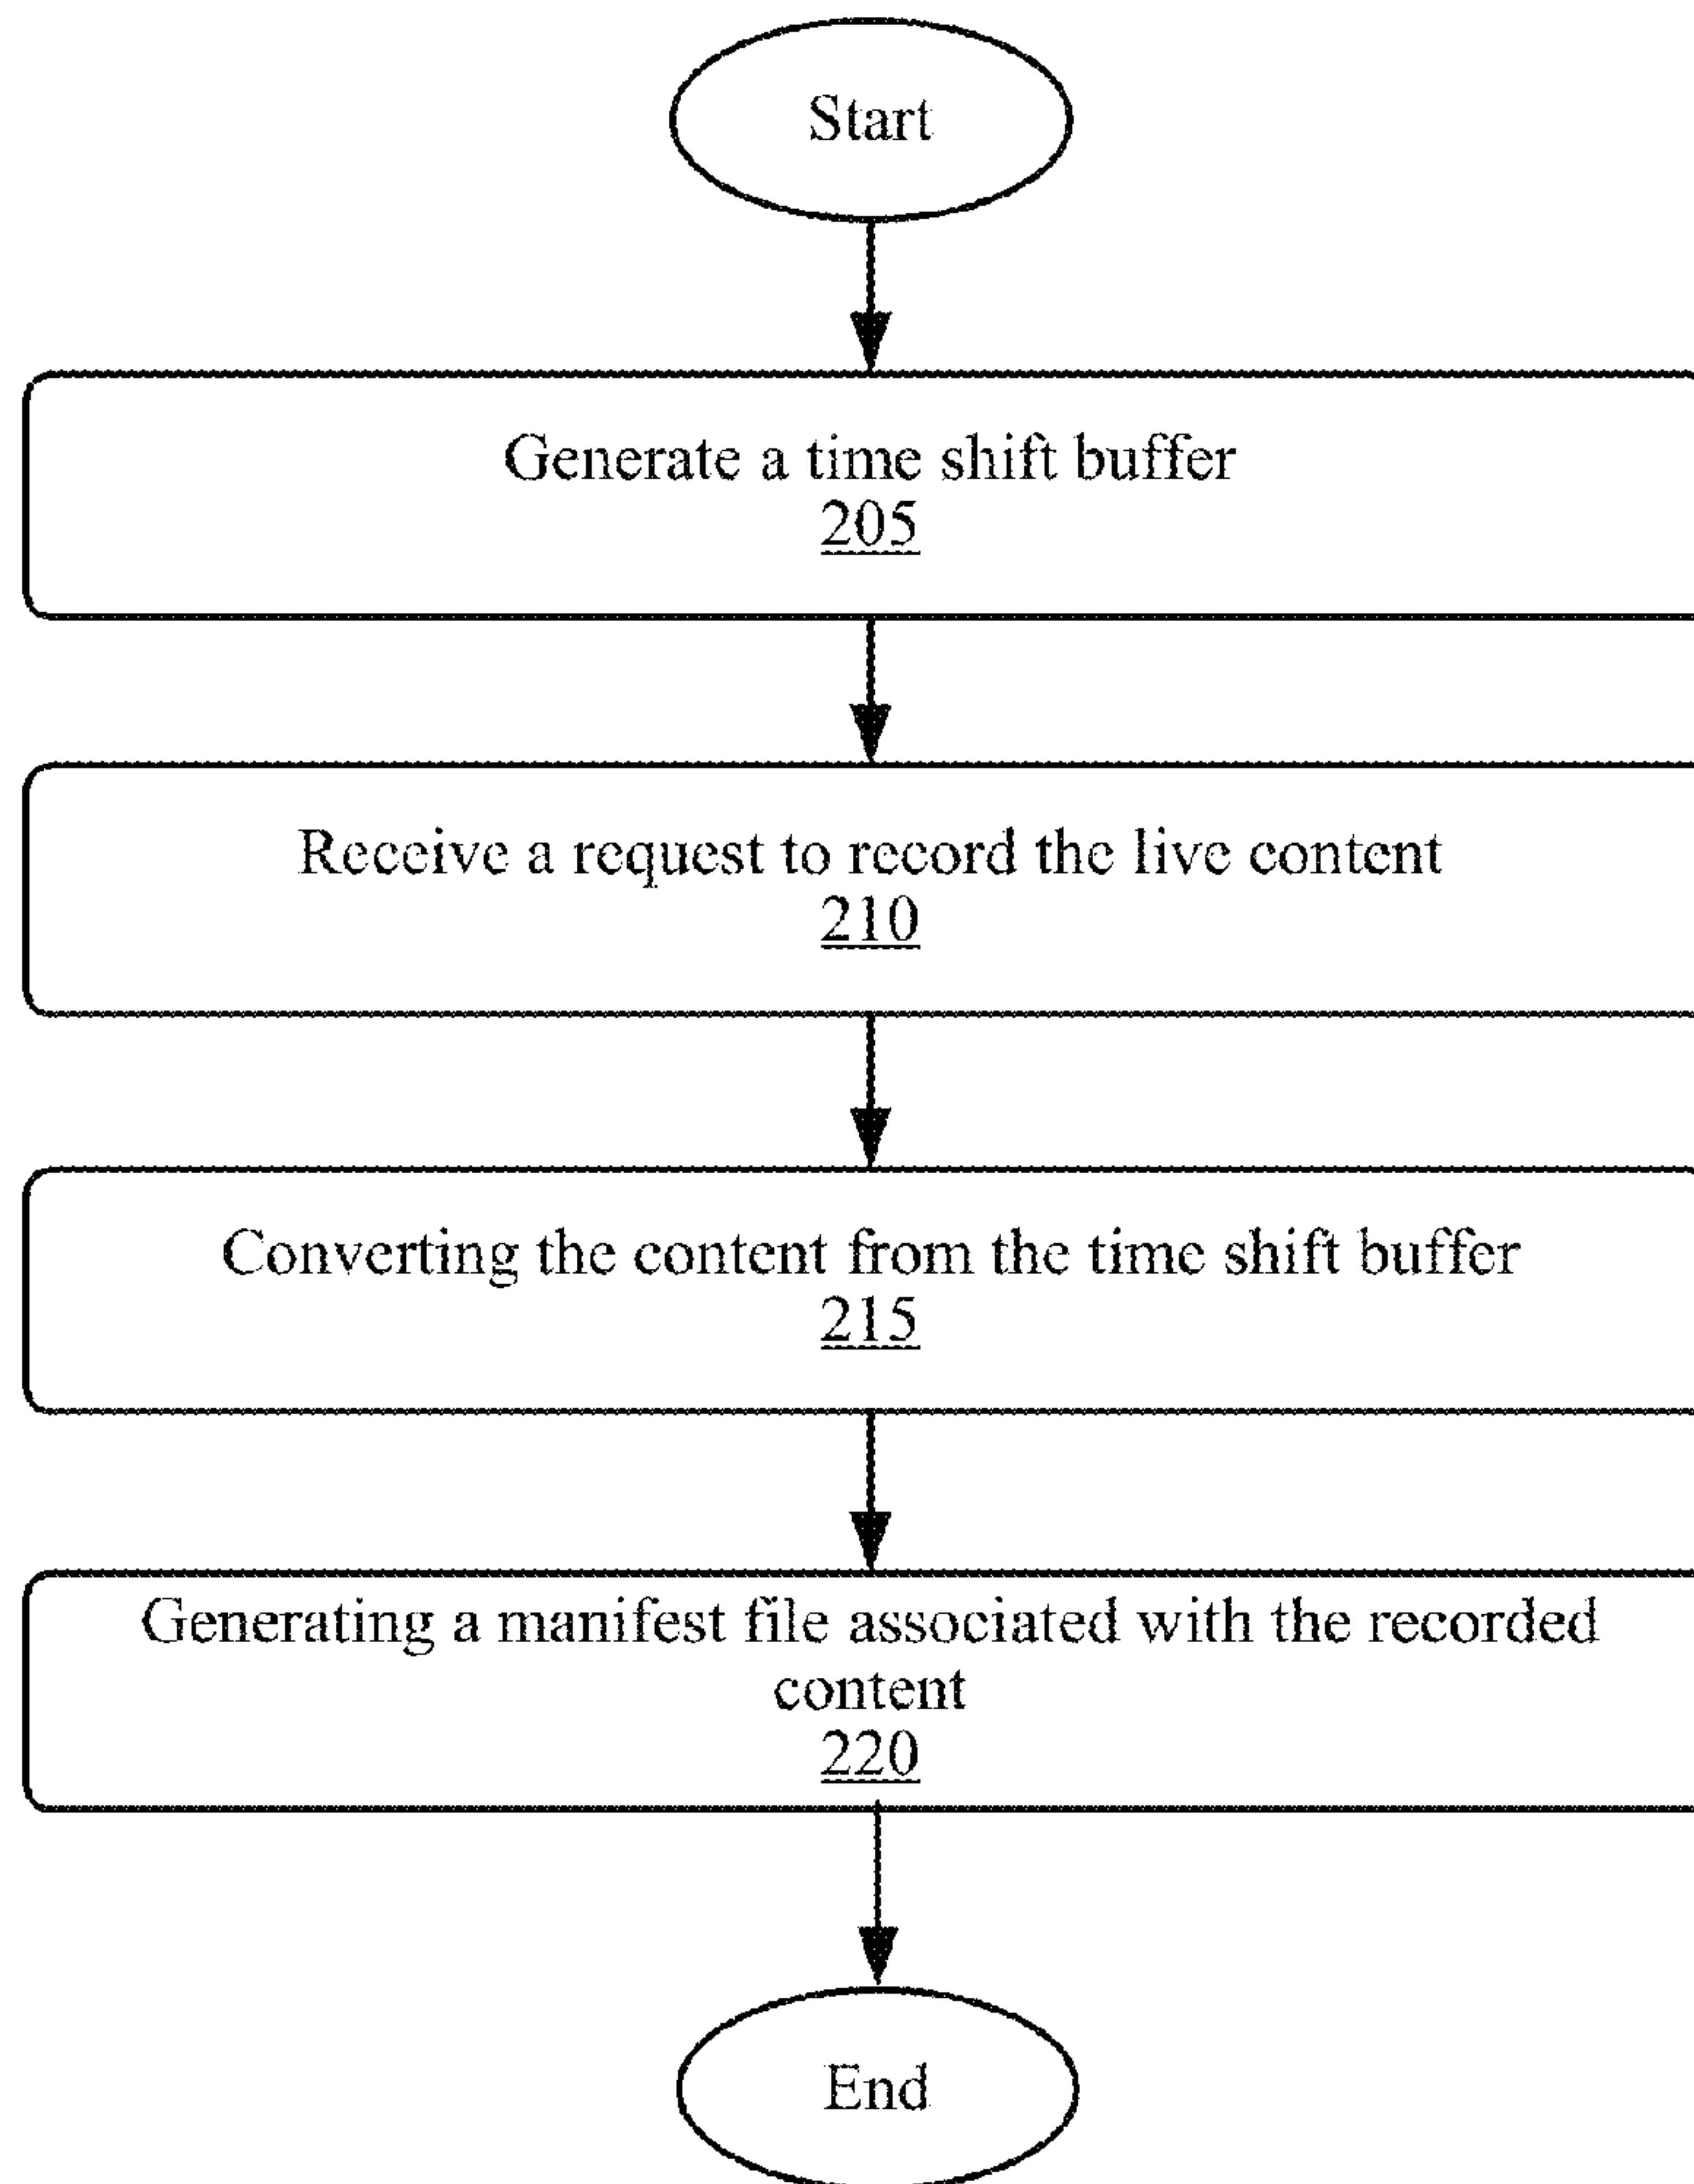 Start
Generate a time shift buffer
205
Receive a request to record the live content
210
Converting the content from the time shift buffer
215
Generating a manifest file associated with the recorded
content
220
End